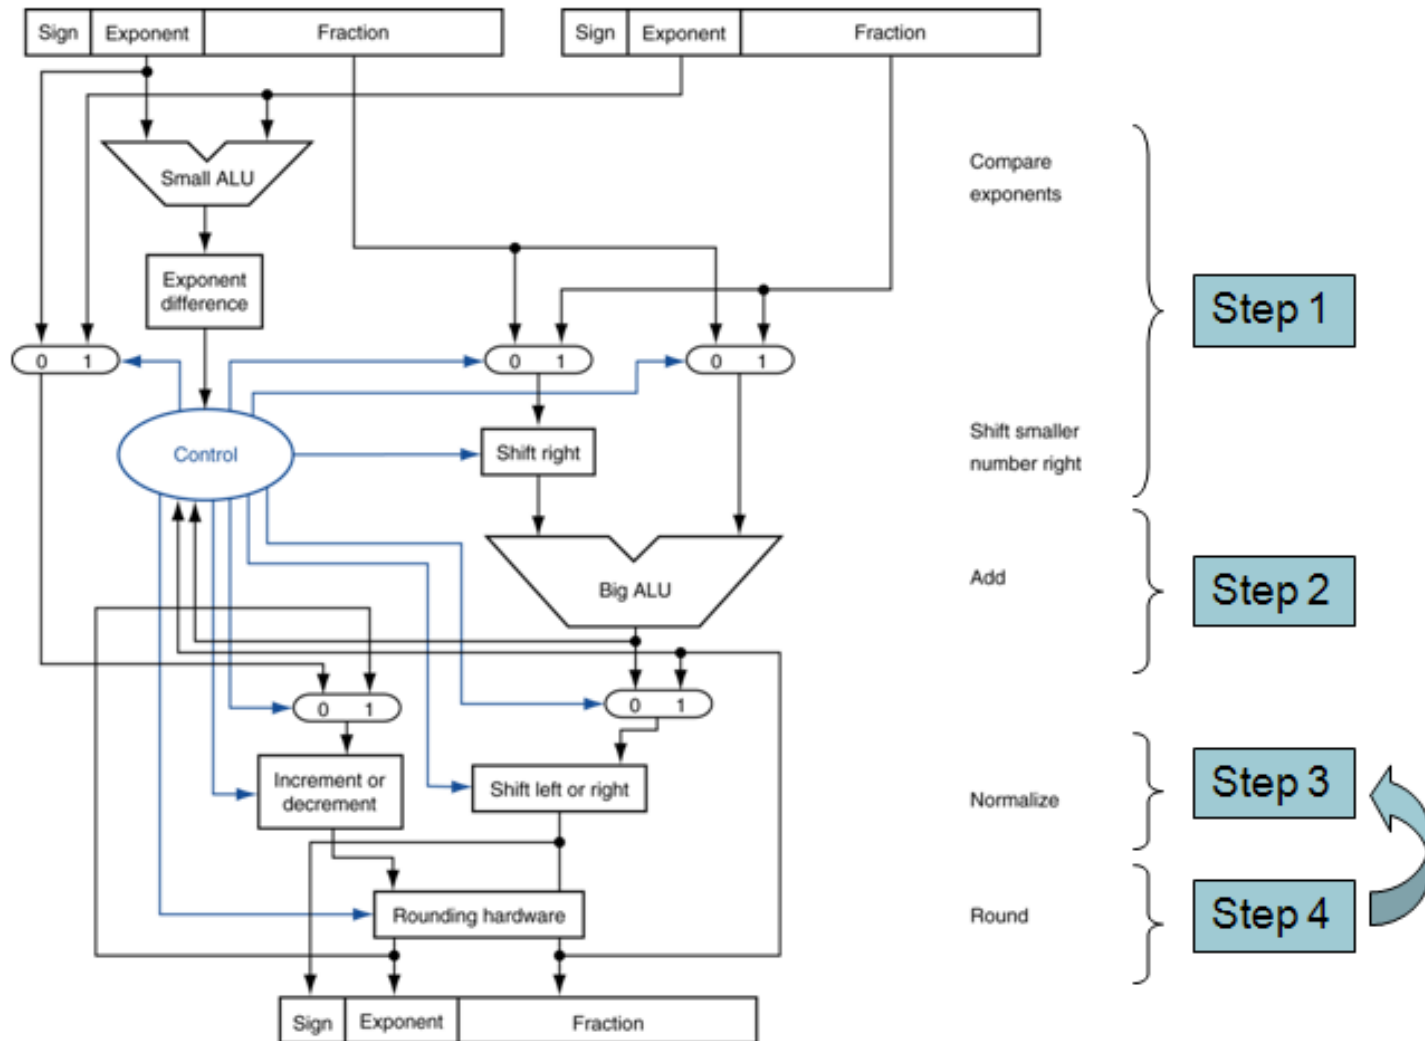 Sign Exponent Fraction Sign Exponent Fraction
Small ALU
Compare
exponents
Exponent
difference
Step 1
0 1 0 1 0 1
Control
Shift right
Shift smaller
number right
Big ALU
Add
Step 2
0 1 0 1
Increment or
decrement
Shift left or right
Normalize
Step 3
Rounding hardware
Round
Step 4
Sign Exponent Fraction